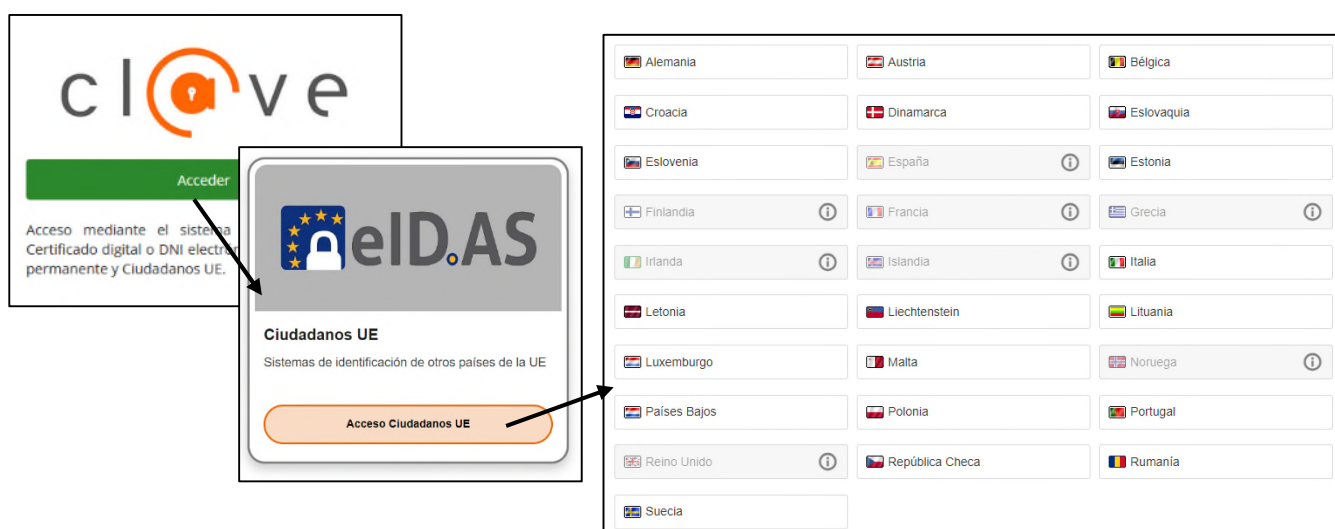 cl@ve
Acceder
Acceso mediante el sistema
Certificado digital o DNI electrón
permanente y Ciudadanos UE.
eID.AS
Ciudadanos UE
Sistemas de identificación de otros países de la UE
Acceso Ciudadanos UE
Alemania
Austria
Bélgica
Croacia
Dinamarca
Eslovaquia
Eslovenia
España
Estonia
Finlandia
Francia
Grecia
Irlanda
Islandia
Italia
Letonia
Liechtenstein
Lituania
Luxemburgo
Malta
Noruega
Países Bajos
Polonia
Portugal
Reino Unido
República Checa
Rumanía
Suecia